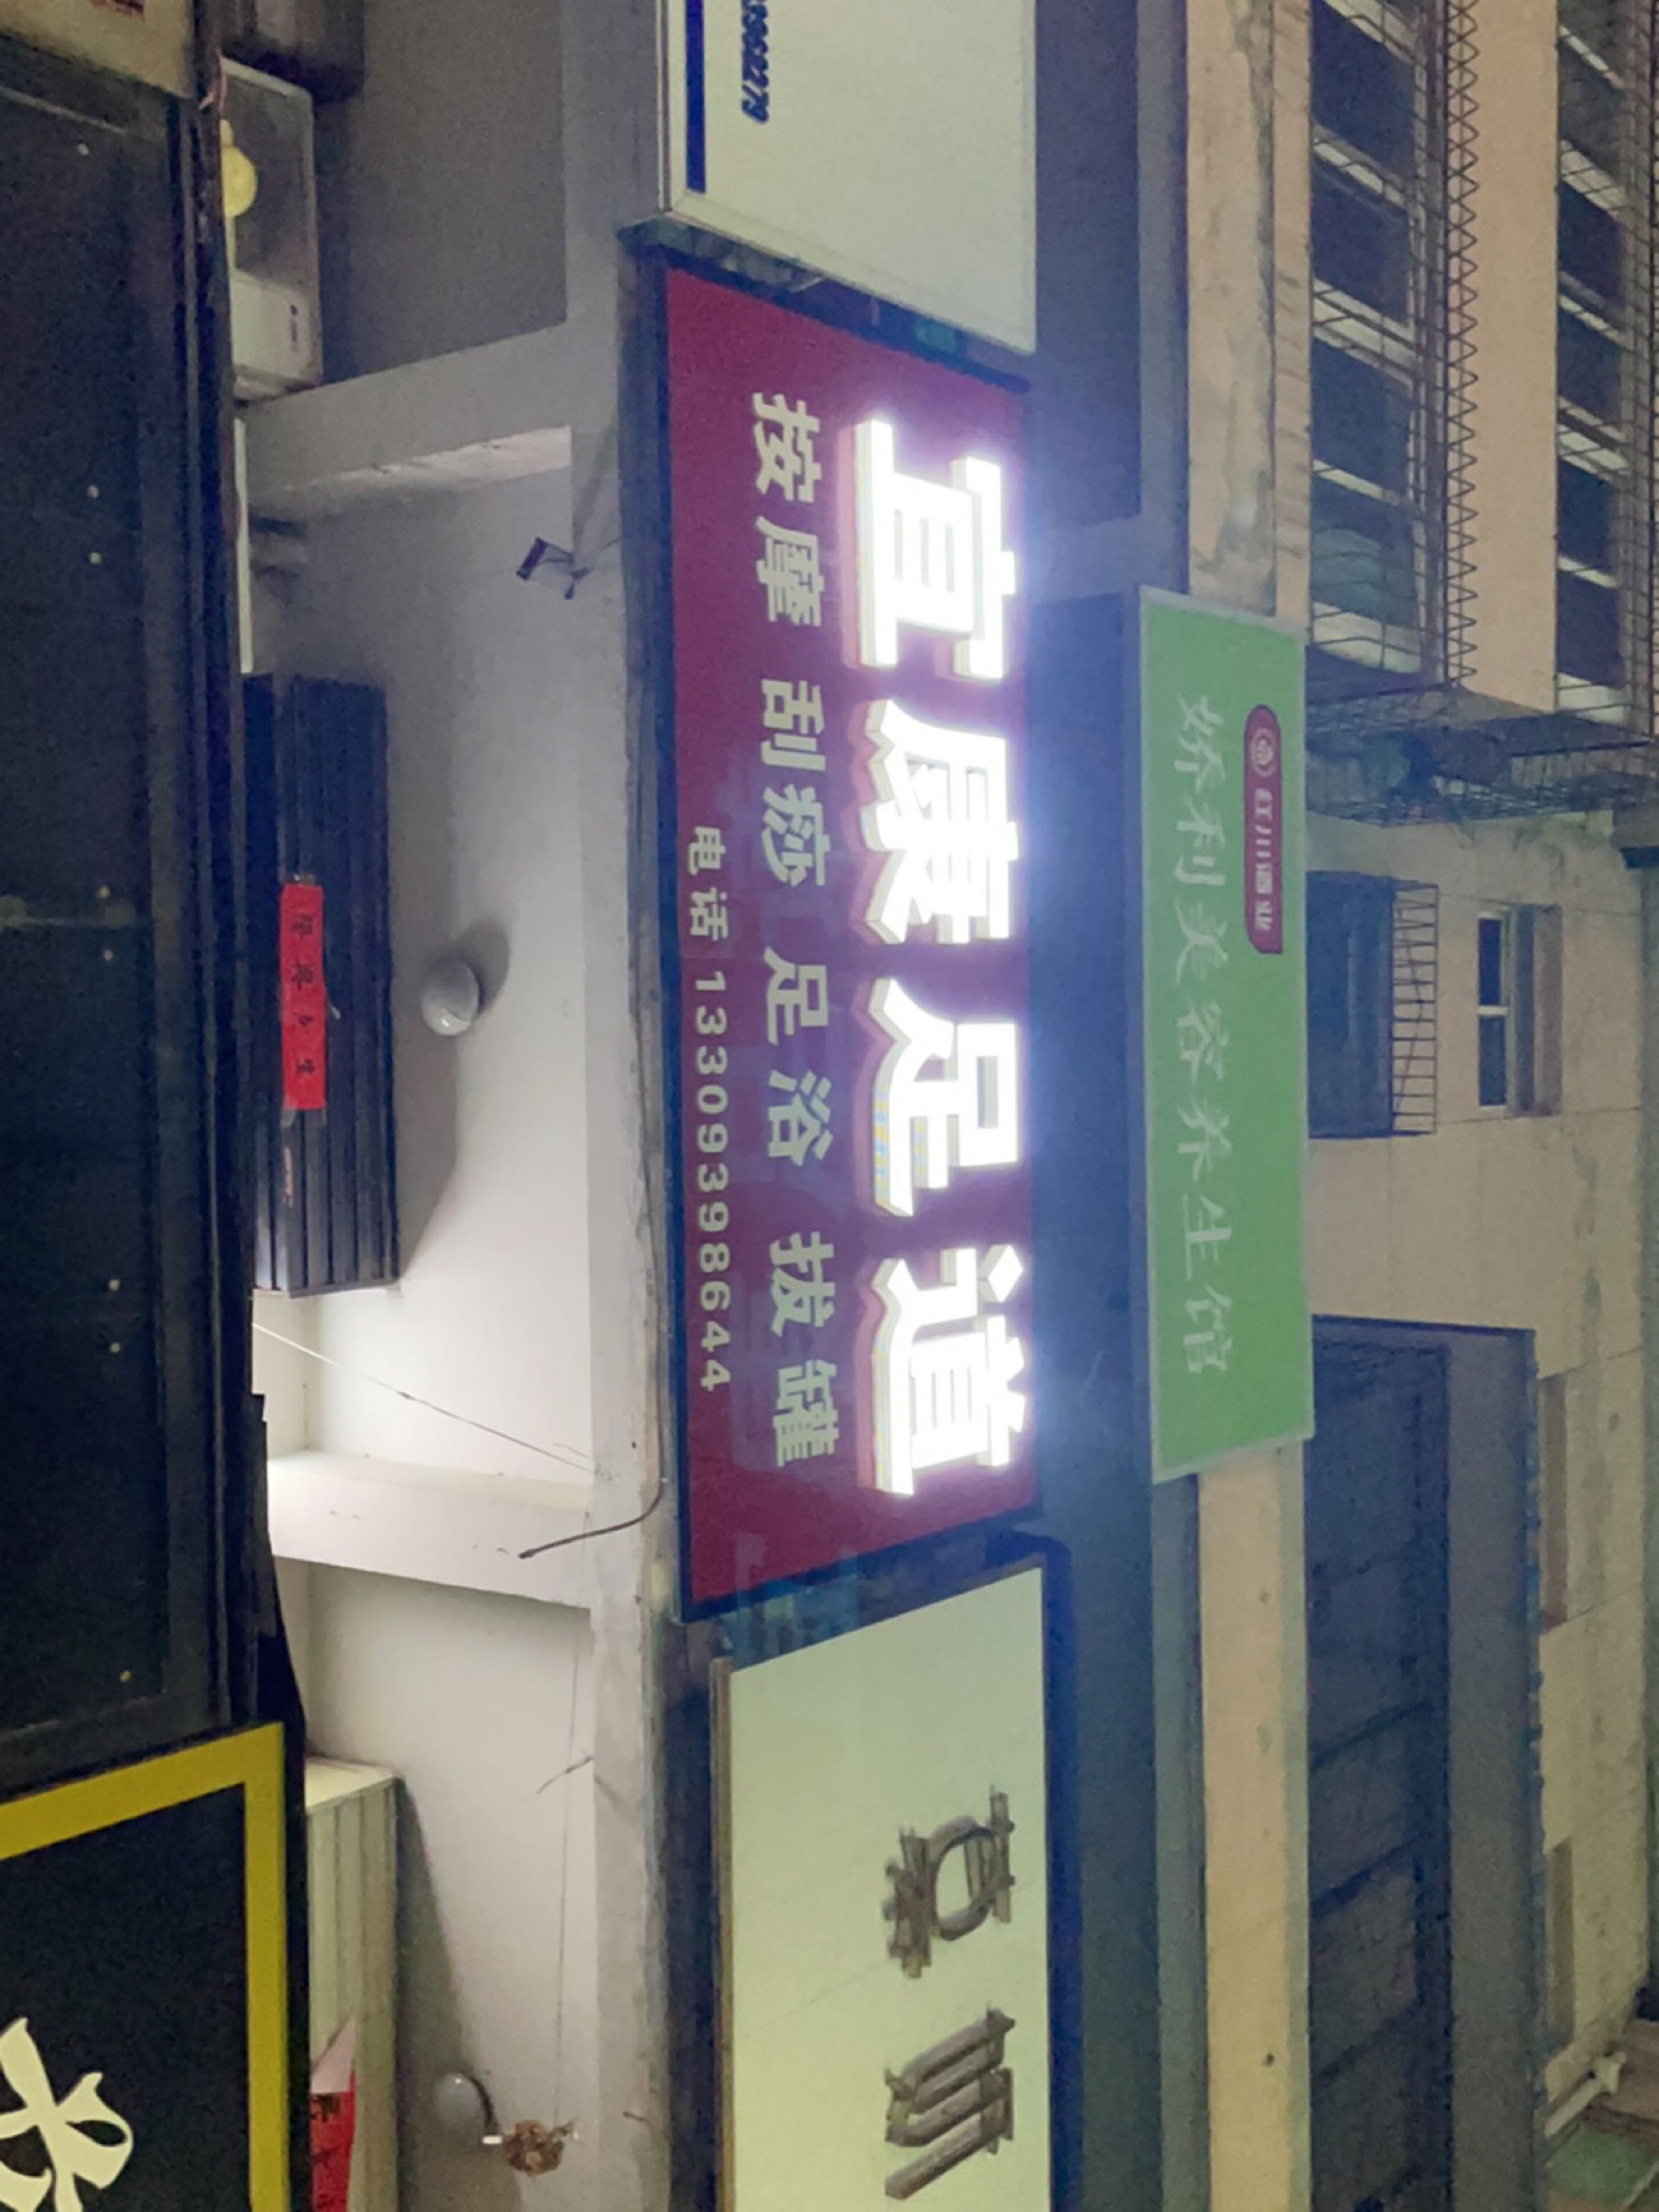 红川酒业
娇利美容养生馆
宜康足道
按摩 刮痧 足浴 拔罐
电话 13309398644